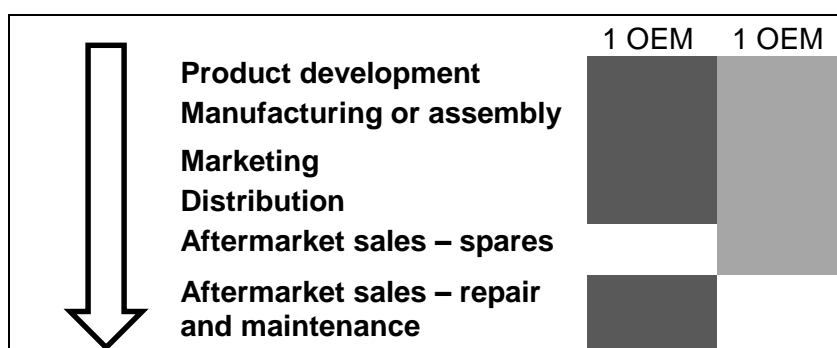 1 OEM 1 OEM
Product development
Manufacturing or assembly
Marketing
Distribution
Aftermarket sales – spares
Aftermarket sales – repair
and maintenance